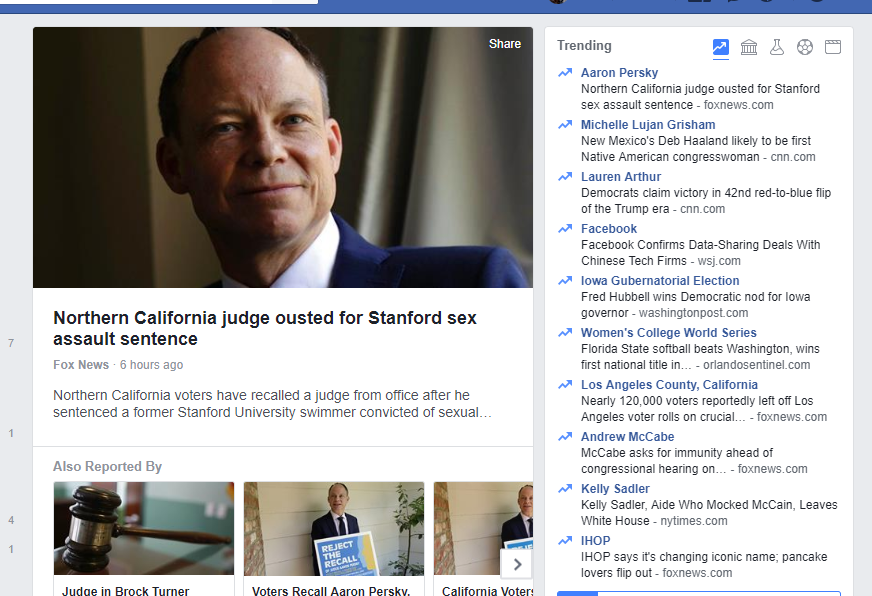 Share
Northern California judge ousted for Stanford sex
assault sentence
Fox News · 6 hours ago
Northern California voters have recalled a judge from office after he
sentenced a former Stanford University swimmer convicted of sexual…
Also Reported By
REJECT
THE
RECALL
Judge in Brock Turner
Voters Recall Aaron Persky,
California Voters
7
1
4
1
Trending
Aaron Persky
Northern California judge ousted for Stanford
sex assault sentence - foxnews.com
Michelle Lujan Grisham
New Mexico's Deb Haaland likely to be first
Native American congresswoman - cnn.com
Lauren Arthur
Democrats claim victory in 42nd red-to-blue flip
of the Trump era - cnn.com
Facebook
Facebook Confirms Data-Sharing Deals With
Chinese Tech Firms - wsj.com
Iowa Gubernatorial Election
Fred Hubbell wins Democratic nod for Iowa
governor - washingtonpost.com
Women's College World Series
Florida State softball beats Washington, wins
first national title in… - orlandosentinel.com
Los Angeles County, California
Nearly 120,000 voters reportedly left off Los
Angeles voter rolls on crucial… - foxnews.com
Andrew McCabe
McCabe asks for immunity ahead of
congressional hearing on… - foxnews.com
Kelly Sadler
Kelly Sadler, Aide Who Mocked McCain, Leaves
White House - nytimes.com
IHOP
IHOP says it's changing iconic name; pancake
lovers flip out - foxnews.com